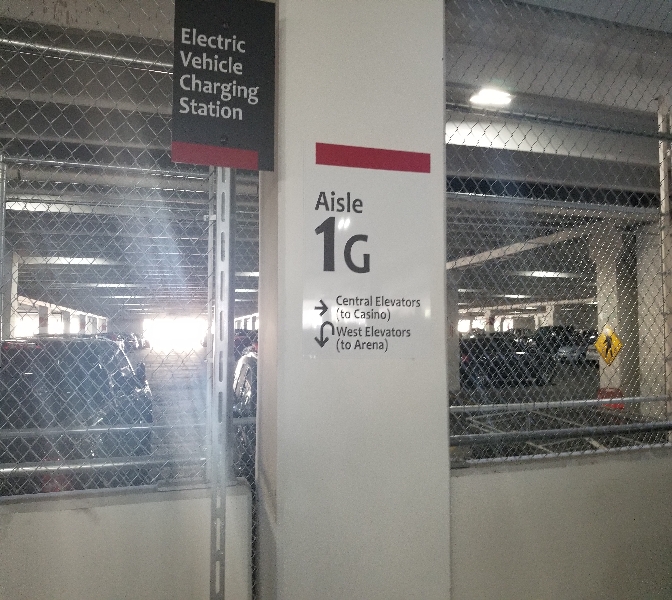 Electric
Vehicle
Charging
Station
Aisle
1G
Central Elevators
(to Casino)
West Elevators
(to Arena)